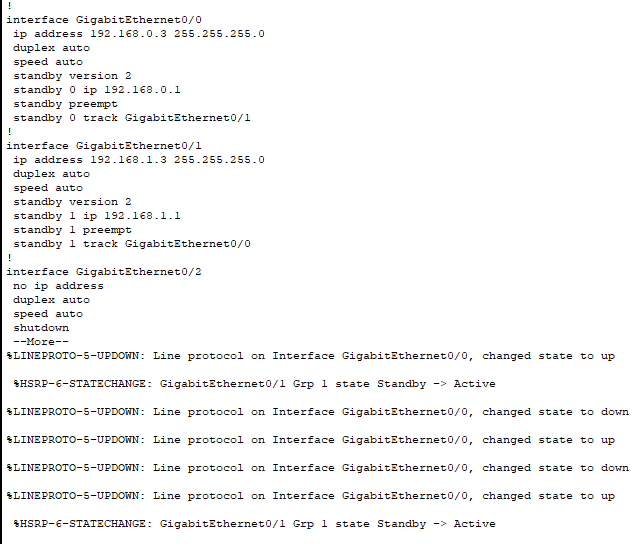 !
interface GigabitEthernet0/0
ip address 192.168.0.3 255.255.255.0
duplex auto
speed auto
standby version 2
standby 0 ip 192.168.0.1
standby preempt
standby 0 track GigabitEthernet0/1
!
interface GigabitEthernet0/1
ip address 192.168.1.3 255.255.255.0
duplex auto
speed auto
standby version 2
standby 1 ip 192.168.1.1
standby 1 preempt
standby 1 track GigabitEthernet0/0
!
interface GigabitEthernet0/2
no ip address
duplex auto
speed auto
shutdown
--More--
%LINEPROTO-5-UPDOWN: Line protocol on Interface GigabitEthernet0/0, changed state to up
%HSRP-6-STATECHANGE: GigabitEthernet0/1 Grp 1 state Standby -> Active
%LINEPROTO-5-UPDOWN: Line protocol on Interface GigabitEthernet0/0, changed state to down
%LINEPROTO-5-UPDOWN: Line protocol on Interface GigabitEthernet0/0, changed state to up
%LINEPROTO-5-UPDOWN: Line protocol on Interface GigabitEthernet0/0, changed state to down
%LINEPROTO-5-UPDOWN: Line protocol on Interface GigabitEthernet0/0, changed state to up
%HSRP-6-STATECHANGE: GigabitEthernet0/1 Grp 1 state Standby -> Active